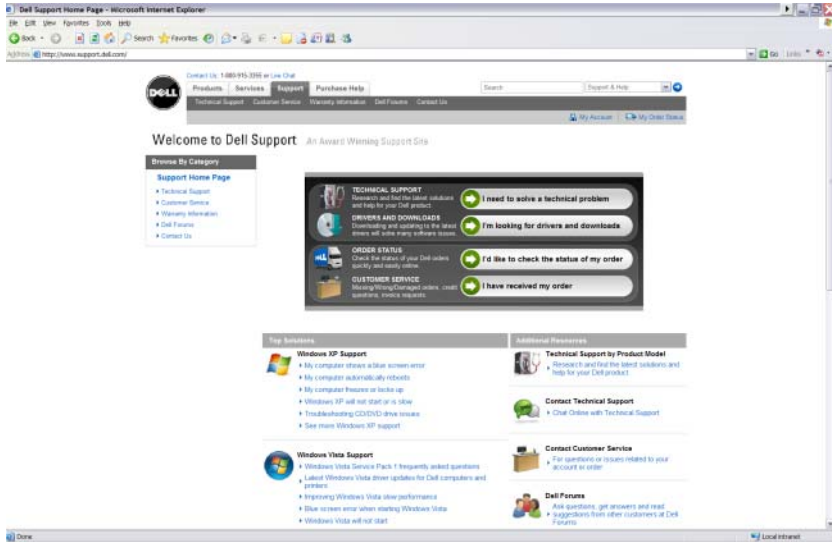 Dell Support Home Page - Microsoft Internet Explorer
File Edit View Favorites Tools Help
Back Search Favorites
Address http://www.support.dell.com/ Go Links
Contact Us: or Live Chat
DELL
Products Services Support Purchase Help
Search Support & Help
Technical Support Customer Service Warranty Information Dell Forums Contact Us
My Account My Order Status
Welcome to Dell Support An Award Winning Support Site
Browse By Category
Support Home Page
Technical Support
Customer Service
Warranty Information
Dell Forums
Contact Us
TECHNICAL SUPPORT
Research and find the latest solutions and help for your Dell product.
I need to solve a technical problem
DRIVERS AND DOWNLOADS
Downloading and updating to the latest drivers will solve many software issues.
I'm looking for drivers and downloads
ORDER STATUS
Check the status of your Dell orders quickly and easily online.
I'd like to check the status of my order
CUSTOMER SERVICE
Missing/Wrong/Damaged orders, credit questions, invoice requests.
I have received my order
Top Solutions
Windows XP Support
My computer shows a blue screen error
My computer automatically reboots
My computer freezes or locks up
Windows XP will not start or is slow
Troubleshooting CD/DVD drive issues
See more Windows XP support
Windows Vista Support
Windows Vista Service Pack 1 frequently asked questions
Latest Windows Vista driver updates for Dell computers and printers
Improving Windows Vista slow performance
Blue screen error when starting Windows Vista
Windows Vista will not start
Additional Resources
Technical Support by Product Model
Research and find the latest solutions and help for your Dell product
Contact Technical Support
Chat Online with Technical Support
Contact Customer Service
For questions or issues related to your account or order
Dell Forums
Ask questions, get answers and read suggestions from other customers at Dell Forums
Done
Local intranet